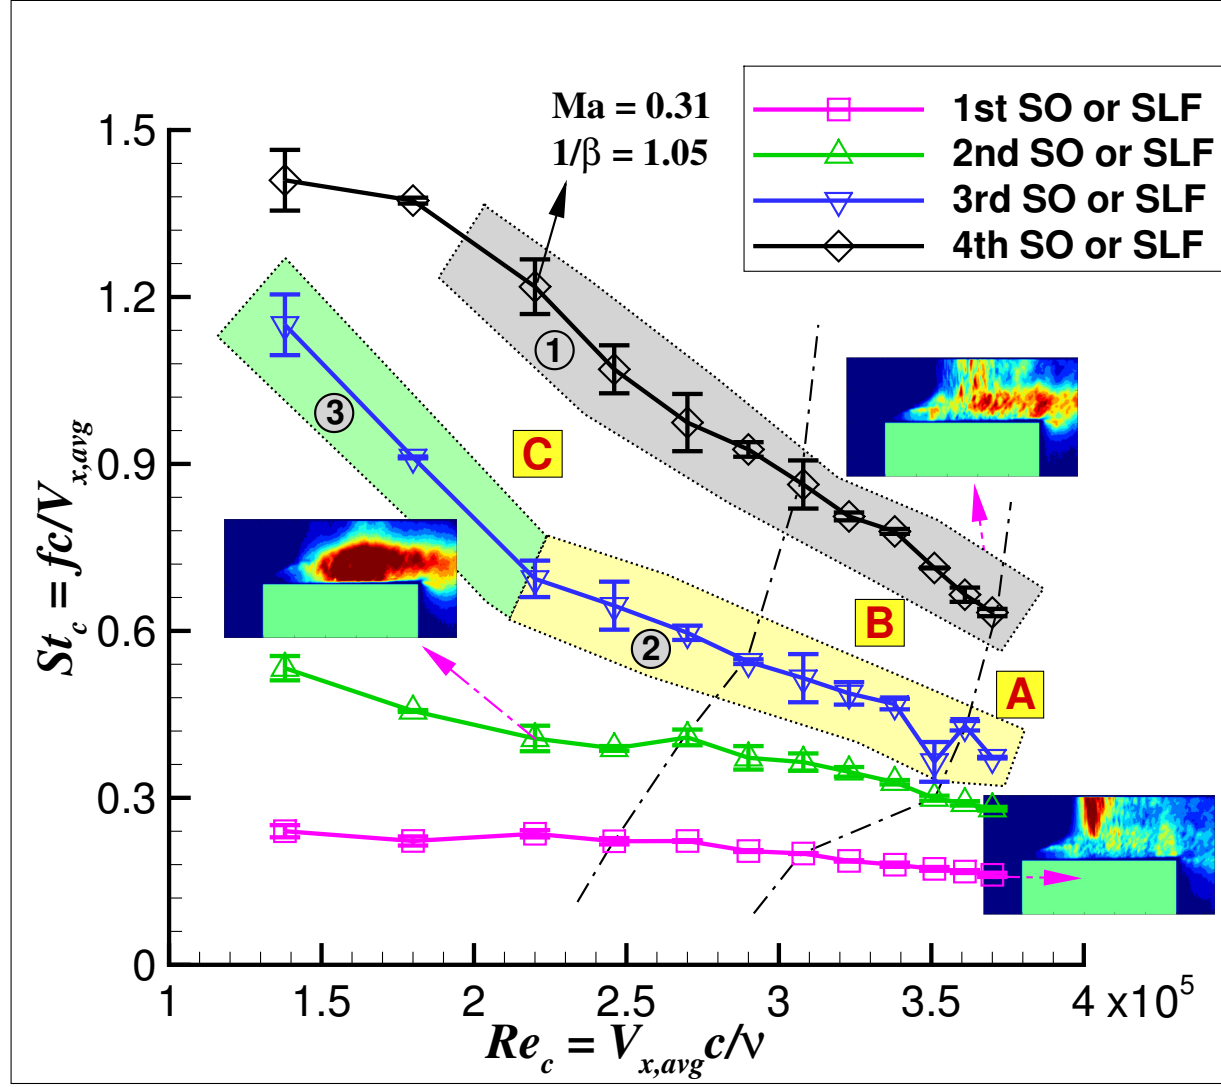 Ma = 0.31
1/β = 1.05
1st SO or SLF
2nd SO or SLF
3rd SO or SLF
4th SO or SLF
1.5
1.2
0.9
0.6
0.3
0
St_c = fc/V_x,avg
1
2
3
C
B
A
1
1.5
2
2.5
3
3.5
4 x10^5
Re_c = V_x,avg c/ν